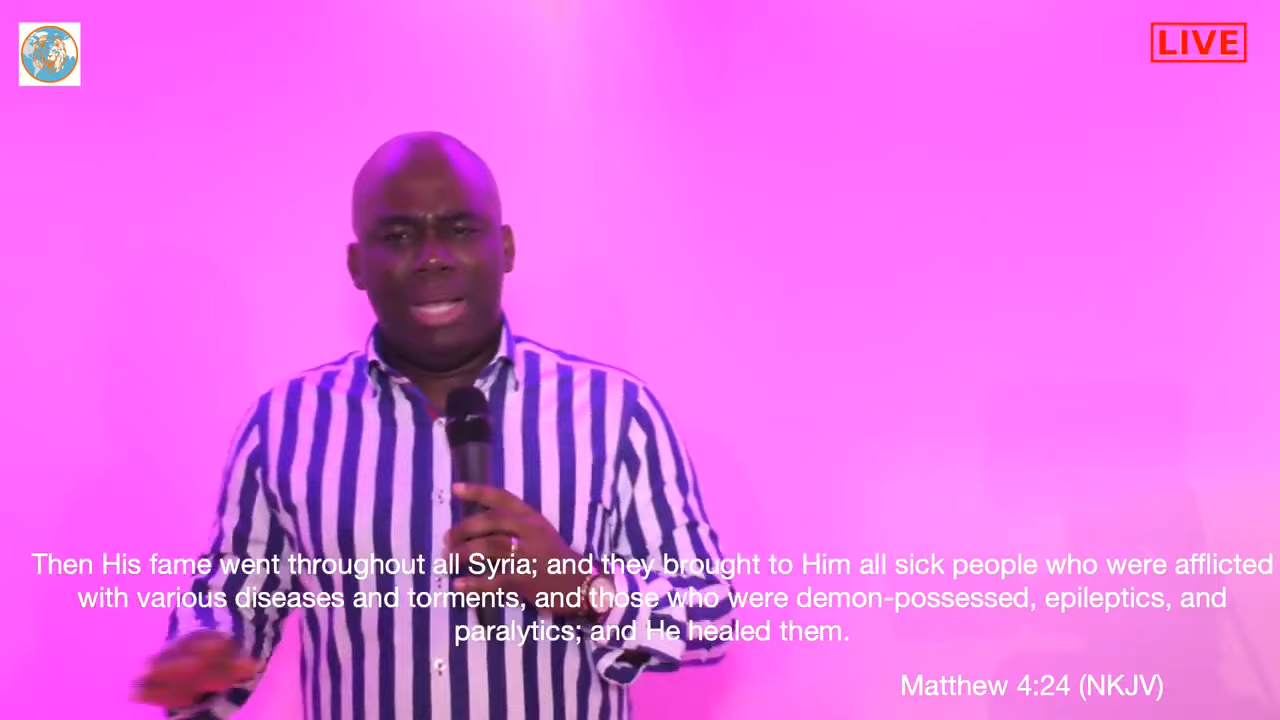 LIVE
Then His fame went throughout all Syria; and they brought to Him all sick people who were afflicted
with various diseases and torments, and those who were demon-possessed, epileptics, and
paralytics; and He healed them.
Matthew 4:24 (NKJV)